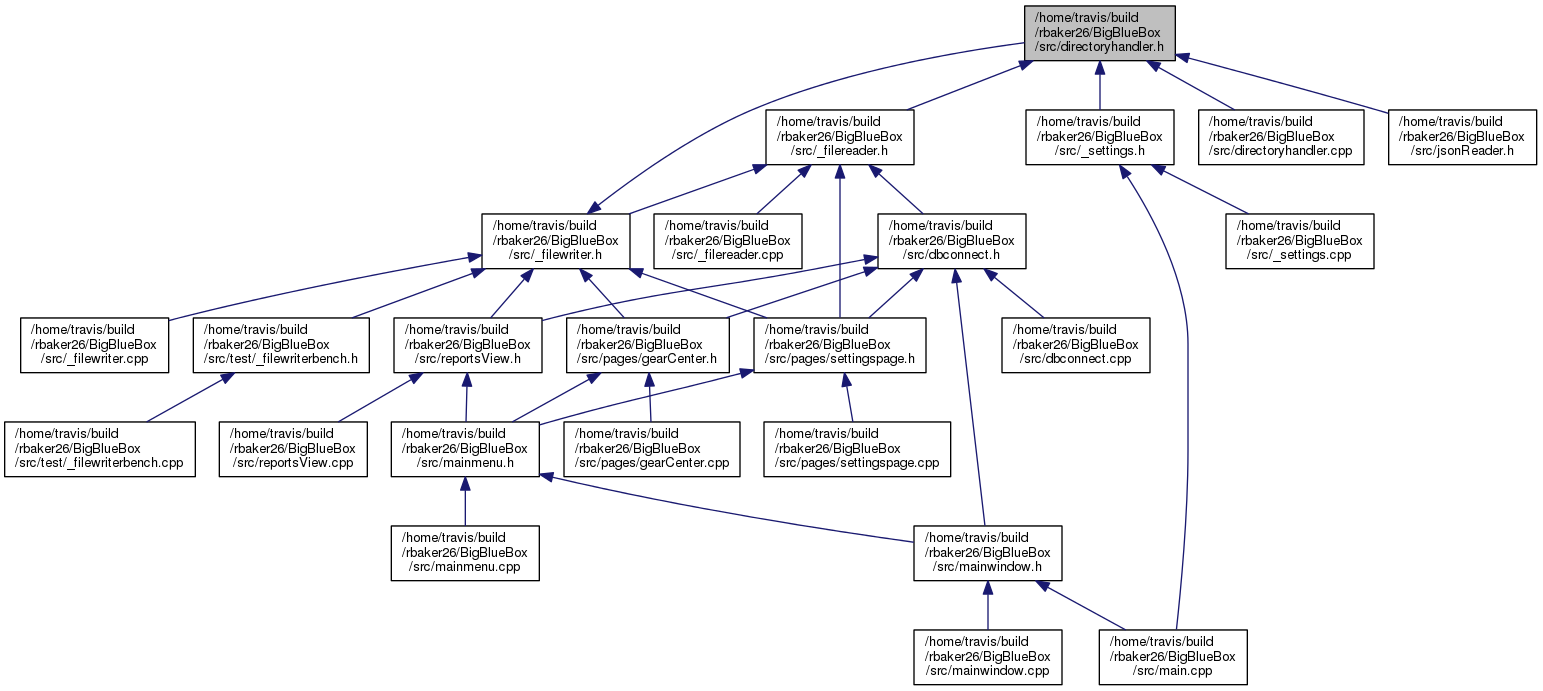 /home/travis/build
/rbaker26/BigBlueBox
/src/directoryhandler.h
/home/travis/build
/rbaker26/BigBlueBox
/src/_filereader.h
/home/travis/build
/rbaker26/BigBlueBox
/src/_settings.h
/home/travis/build
/rbaker26/BigBlueBox
/src/directoryhandler.cpp
/home/travis/build
/rbaker26/BigBlueBox
/src/jsonReader.h
/home/travis/build
/rbaker26/BigBlueBox
/src/_filewriter.h
/home/travis/build
/rbaker26/BigBlueBox
/src/_filereader.cpp
/home/travis/build
/rbaker26/BigBlueBox
/src/dbconnect.h
/home/travis/build
/rbaker26/BigBlueBox
/src/_settings.cpp
/home/travis/build
/rbaker26/BigBlueBox
/src/_filewriter.cpp
/home/travis/build
/rbaker26/BigBlueBox
/src/test/_filewriterbench.h
/home/travis/build
/rbaker26/BigBlueBox
/src/reportsView.h
/home/travis/build
/rbaker26/BigBlueBox
/src/pages/gearCenter.h
/home/travis/build
/rbaker26/BigBlueBox
/src/pages/settingspage.h
/home/travis/build
/rbaker26/BigBlueBox
/src/dbconnect.cpp
/home/travis/build
/rbaker26/BigBlueBox
/src/test/_filewriterbench.cpp
/home/travis/build
/rbaker26/BigBlueBox
/src/reportsView.cpp
/home/travis/build
/rbaker26/BigBlueBox
/src/mainmenu.h
/home/travis/build
/rbaker26/BigBlueBox
/src/pages/gearCenter.cpp
/home/travis/build
/rbaker26/BigBlueBox
/src/pages/settingspage.cpp
/home/travis/build
/rbaker26/BigBlueBox
/src/mainmenu.cpp
/home/travis/build
/rbaker26/BigBlueBox
/src/mainwindow.h
/home/travis/build
/rbaker26/BigBlueBox
/src/mainwindow.cpp
/home/travis/build
/rbaker26/BigBlueBox
/src/main.cpp